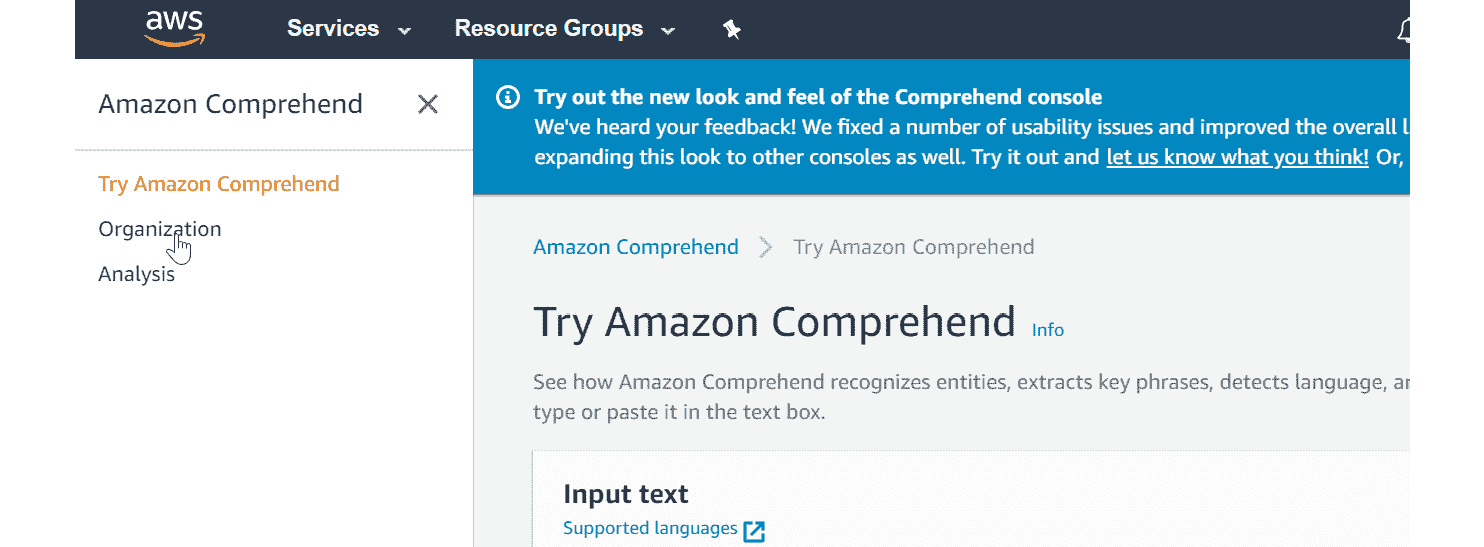 aws Services Resource Groups
Amazon Comprehend
Try Amazon Comprehend
Organization
Analysis
Try out the new look and feel of the Comprehend console
We've heard your feedback! We fixed a number of usability issues and improved the overall
expanding this look to other consoles as well. Try it out and let us know what you think! Or,
Amazon Comprehend Try Amazon Comprehend
Try Amazon Comprehend Info
See how Amazon Comprehend recognizes entities, extracts key phrases, detects language,
type or paste it in the text box.
Input text
Supported languages